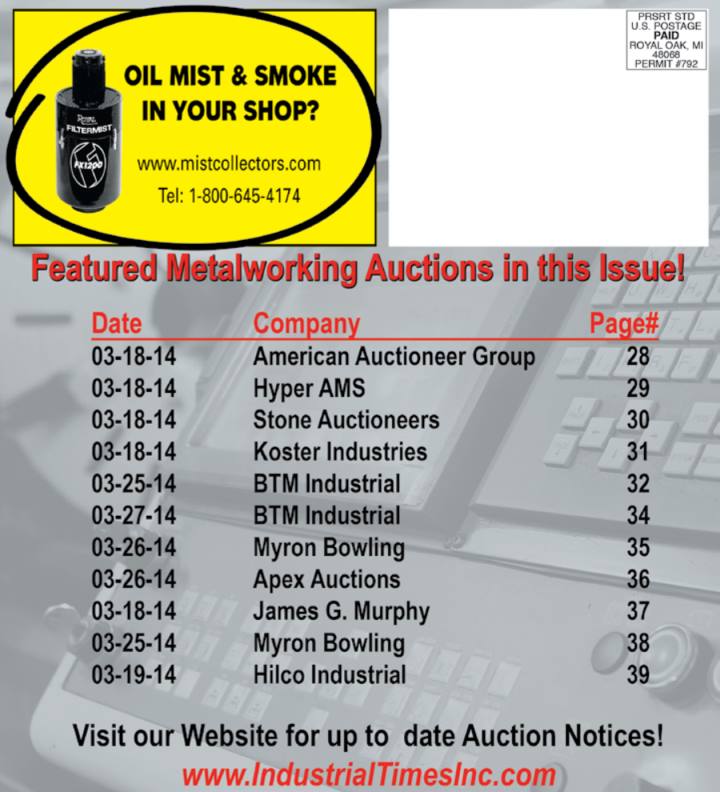 OIL MIST & SMOKE
IN YOUR SHOP?
FILTERMIST
FX1200
www.mistcollectors.com
Tel: 1-800-645-4174
PRSRT STD
U.S. POSTAGE
PAID
ROYAL OAK, MI
48068
PERMIT #792
Featured Metalworking Auctions in this Issue!
Date Company Page#
03-18-14 American Auctioneer Group 28
03-18-14 Hyper AMS 29
03-18-14 Stone Auctioneers 30
03-18-14 Koster Industries 31
03-25-14 BTM Industrial 32
03-27-14 BTM Industrial 34
03-26-14 Myron Bowling 35
03-26-14 Apex Auctions 36
03-18-14 James G. Murphy 37
03-25-14 Myron Bowling 38
03-19-14 Hilco Industrial 39
Visit our Website for up to date Auction Notices!
www.IndustrialTimesInc.com